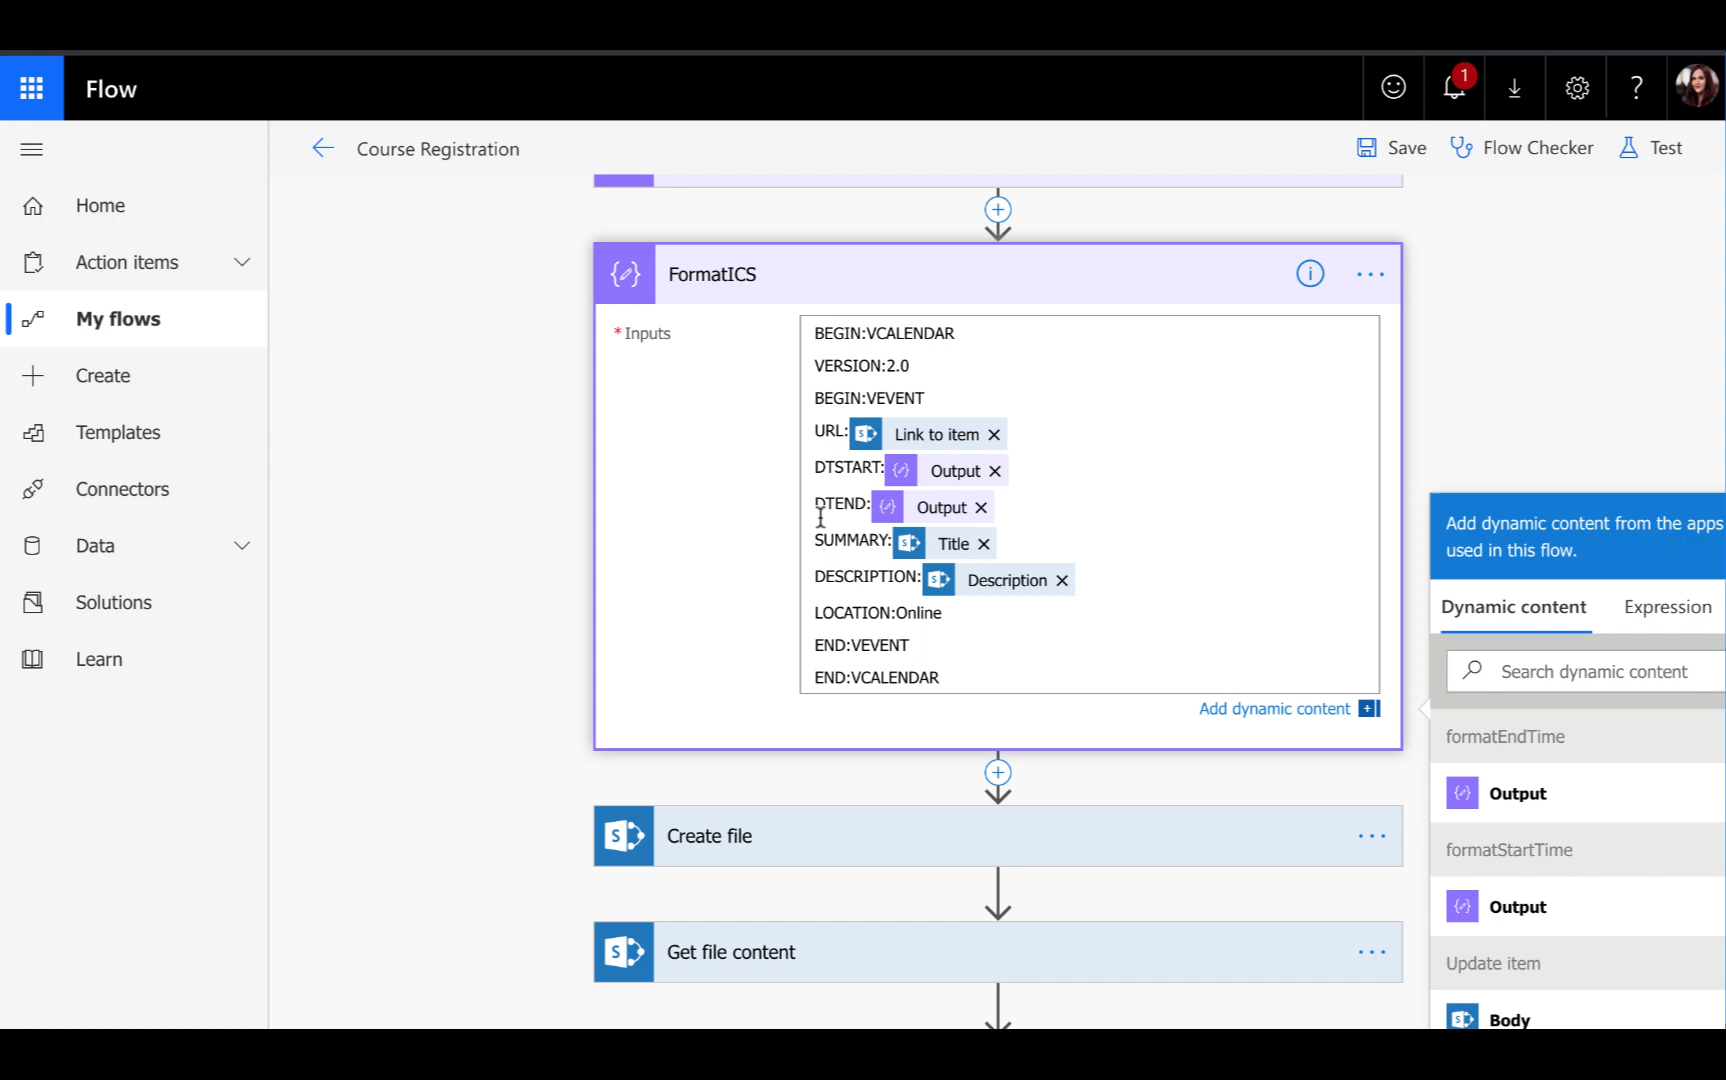 Flow
1
?
Course Registration
Save
Flow Checker
Test
Home
Action items
My flows
Create
Templates
Connectors
Data
Solutions
Learn
FormatICS
* Inputs
BEGIN:VCALENDAR
VERSION:2.0
BEGIN:VEVENT
URL: Link to item ×
DTSTART: Output ×
DTEND: Output ×
SUMMARY: Title ×
DESCRIPTION: Description ×
LOCATION:Online
END:VEVENT
END:VCALENDAR
Add dynamic content
Create file
Get file content
Add dynamic content from the apps
used in this flow.
Dynamic content
Expression
Search dynamic content
formatEndTime
Output
formatStartTime
Output
Update item
Body